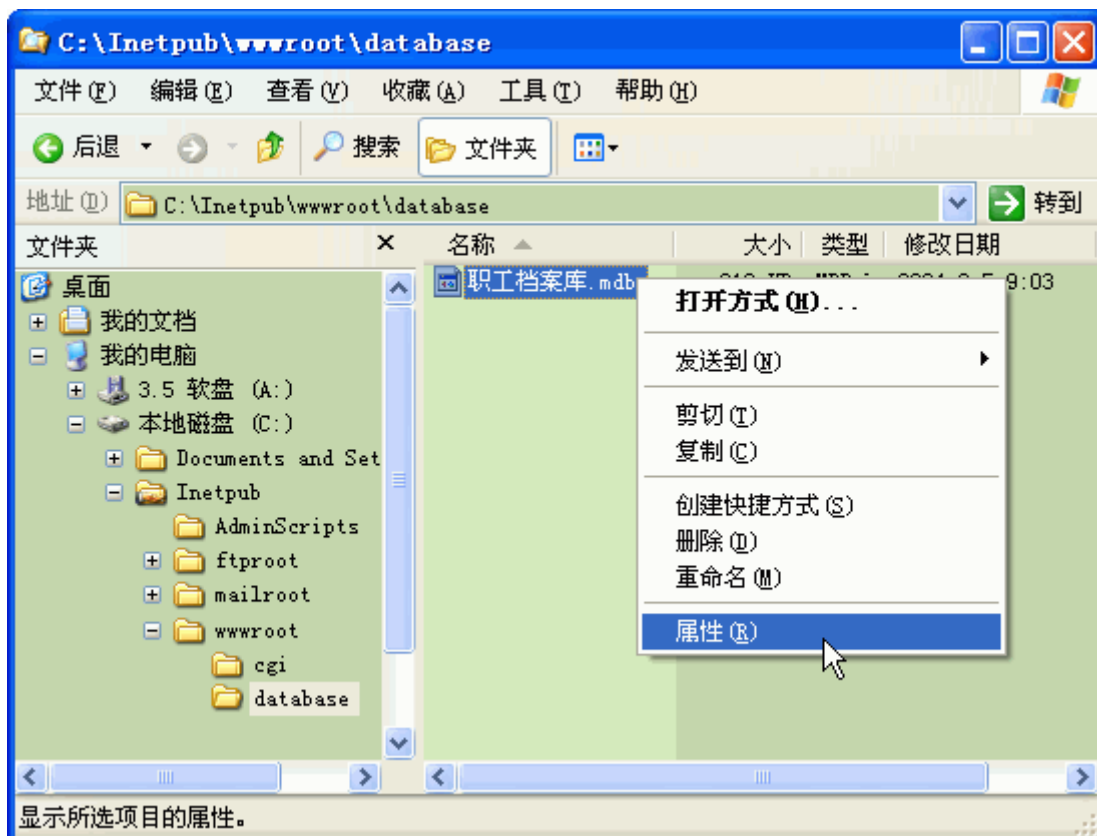 C:\Inetpub\wwwroot\database
文件(F) 编辑(E) 查看(V) 收藏(A) 工具(T) 帮助(H)
后退 搜索 文件夹
地址(D) C:\Inetpub\wwwroot\database 转到
文件夹 名称 大小 类型 修改日期
桌面
我的文档
我的电脑
3.5 软盘 (A:)
本地磁盘 (C:)
Documents and Set
Inetpub
AdminScripts
ftproot
mailroot
wwwroot
cgi
database
职工档案库.mdb 9:03
打开方式(H)...
发送到(N)
剪切(T)
复制(C)
创建快捷方式(S)
删除(D)
重命名(M)
属性(R)
显示所选项目的属性。